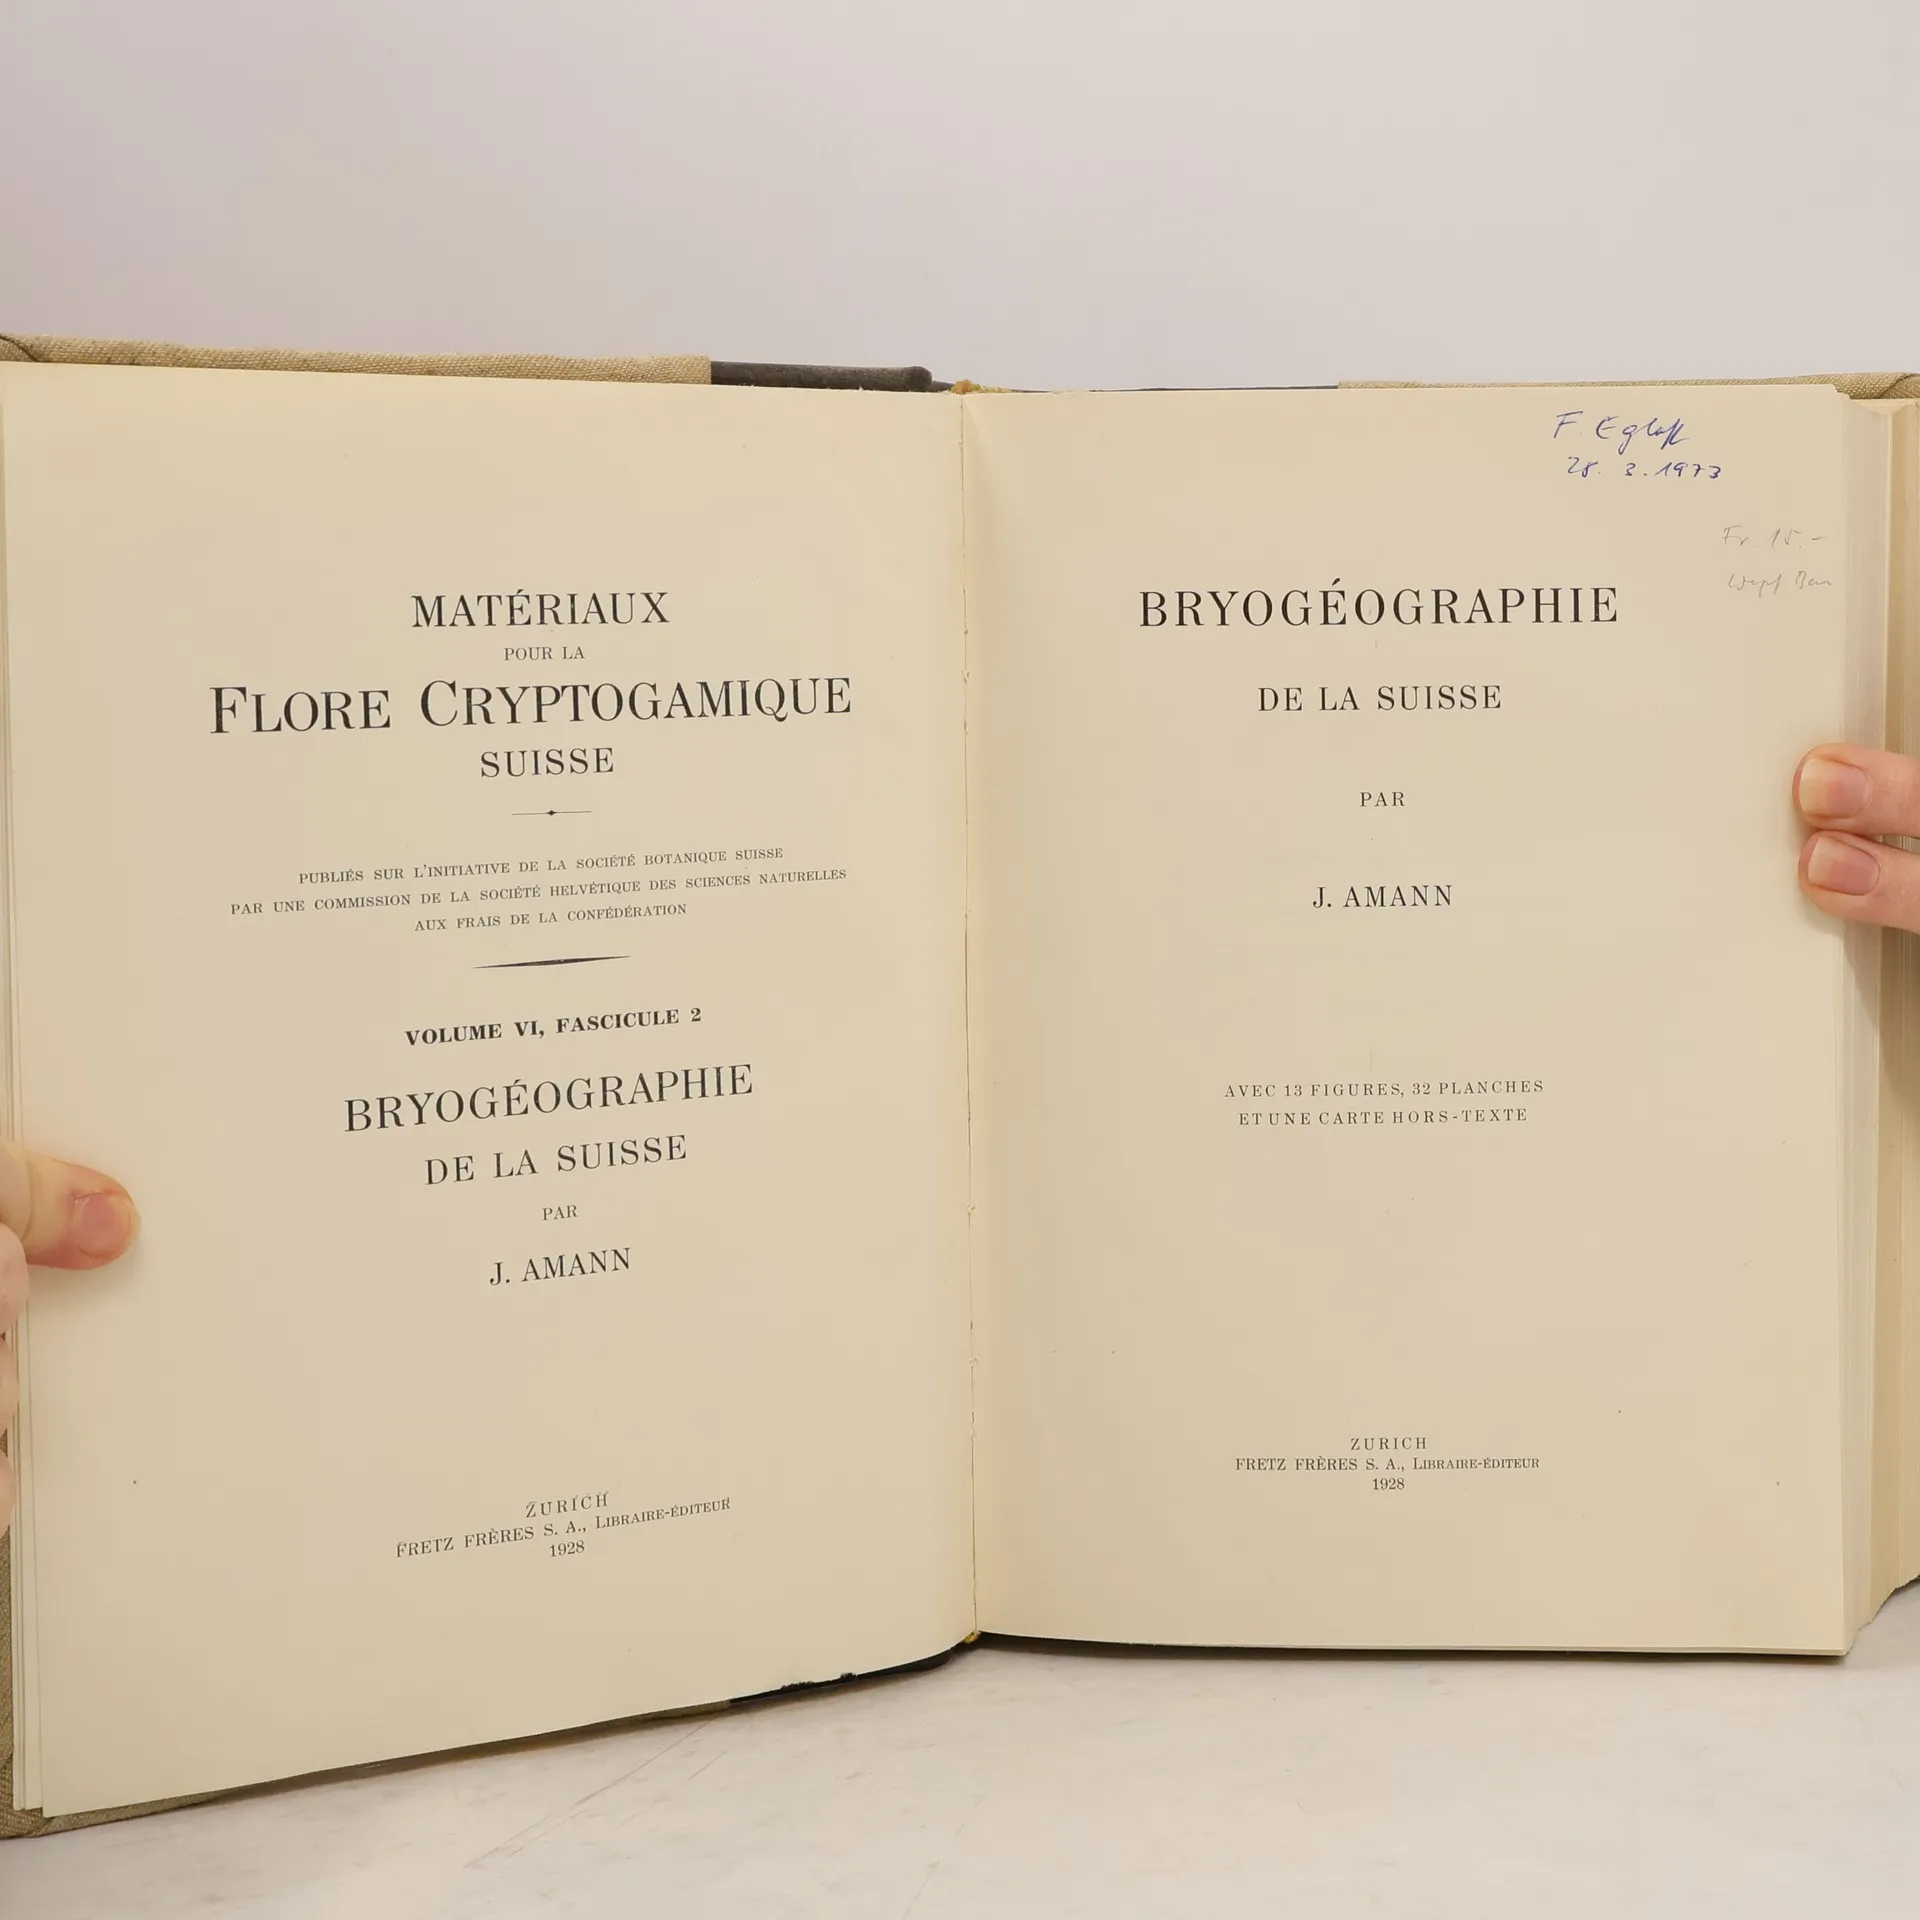 MATÉRIAUX
POUR LA
FLORE CRYPTOGAMIQUE
SUISSE
PUBLIÉS SUR L'INITIATIVE DE LA SOCIÉTÉ BOTANIQUE SUISSE
PAR UNE COMMISSION DE LA SOCIÉTÉ HELVÉTIQUE DES SCIENCES NATURELLES
AUX FRAIS DE LA CONFÉDÉRATION
VOLUME VI, FASCICULE 2
BRYOGÉOGRAPHIE
DE LA SUISSE
PAR
J. AMANN
ZURICH
FRETZ FRÈRES S. A., LIBRAIRE-ÉDITEUR
1928
F. Egloff
28. 3. 1973
Fr. 15.-
BRYOGÉOGRAPHIE
DE LA SUISSE
PAR
J. AMANN
AVEC 13 FIGURES, 32 PLANCHES
ET UNE CARTE HORS-TEXTE
ZURICH
FRETZ FRÈRES S. A., LIBRAIRE-ÉDITEUR
1928